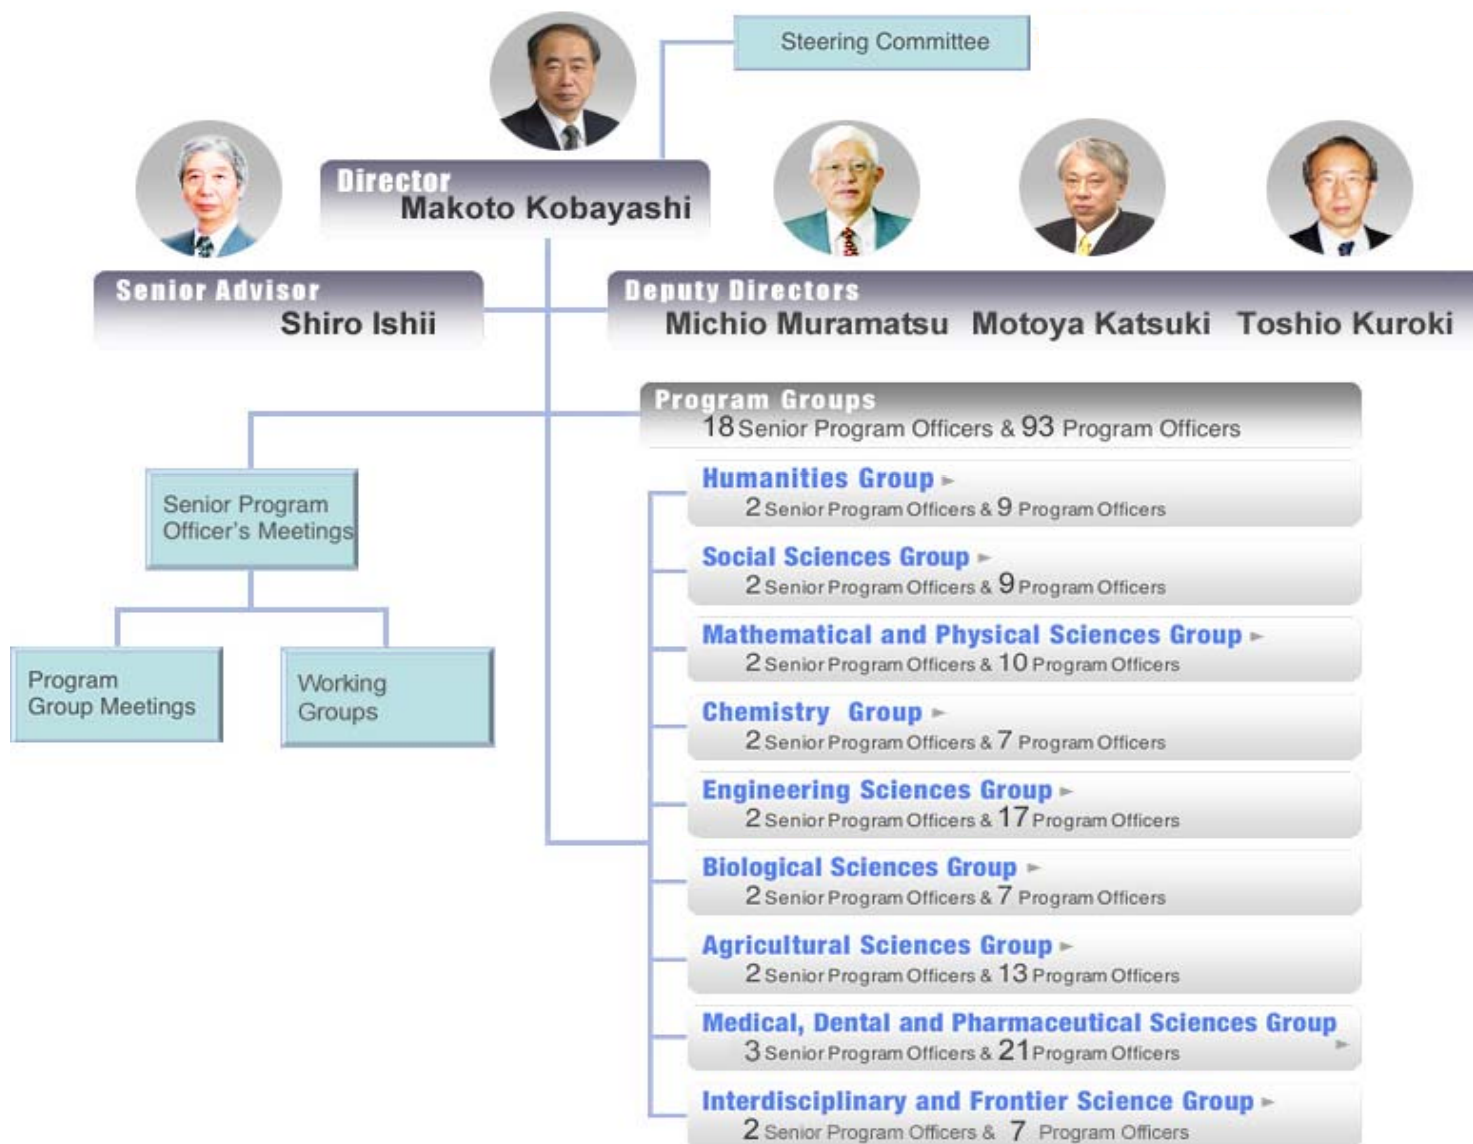 Steering Committee
Director
Makoto Kobayashi
Senior Advisor
Shiro Ishii
Deputy Directors
Michio Muramatsu Motoya Katsuki Toshio Kuroki
Program Groups
18 Senior Program Officers & 93 Program Officers
Senior Program
Officer's Meetings
Program
Group Meetings
Working
Groups
Humanities Group ►
2 Senior Program Officers & 9 Program Officers
Social Sciences Group ►
2 Senior Program Officers & 9 Program Officers
Mathematical and Physical Sciences Group ►
2 Senior Program Officers & 10 Program Officers
Chemistry Group ►
2 Senior Program Officers & 7 Program Officers
Engineering Sciences Group ►
2 Senior Program Officers & 17 Program Officers
Biological Sciences Group ►
2 Senior Program Officers & 7 Program Officers
Agricultural Sciences Group ►
2 Senior Program Officers & 13 Program Officers
Medical, Dental and Pharmaceutical Sciences Group ►
3 Senior Program Officers & 21 Program Officers
Interdisciplinary and Frontier Science Group ►
2 Senior Program Officers & 7 Program Officers